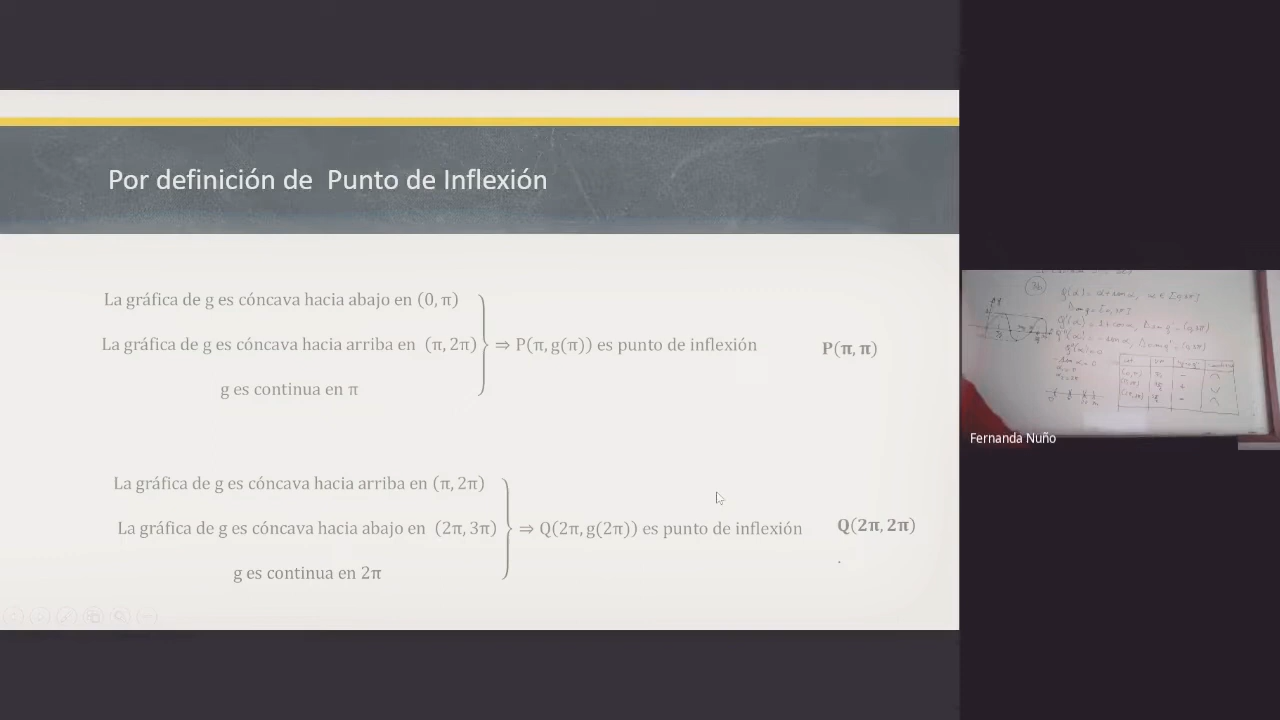 Por definición de Punto de Inflexión
La gráfica de g es cóncava hacia abajo en (0, π)
La gráfica de g es cóncava hacia arriba en (π, 2π)
g es continua en π
⇒ P(π, g(π)) es punto de inflexión
P(π, π)
La gráfica de g es cóncava hacia arriba en (π, 2π)
La gráfica de g es cóncava hacia abajo en (2π, 3π)
g es continua en 2π
⇒ Q(2π, g(2π)) es punto de inflexión
Q(2π, 2π)
.
Fernanda Nuño